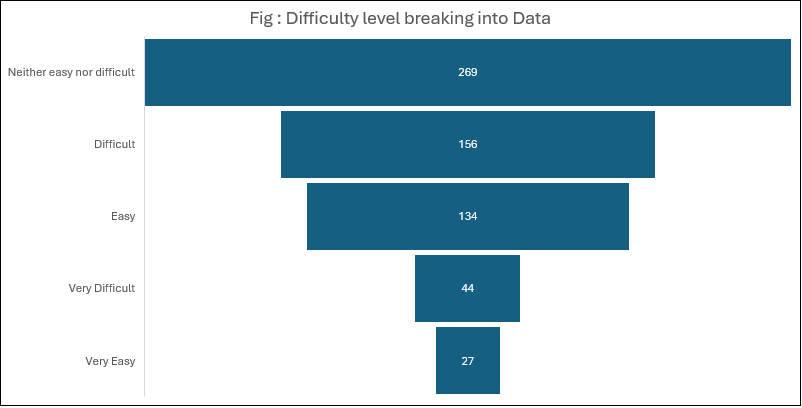 Fig : Difficulty level breaking into Data
Neither easy nor difficult 269
Difficult 156
Easy 134
Very Difficult 44
Very Easy 27